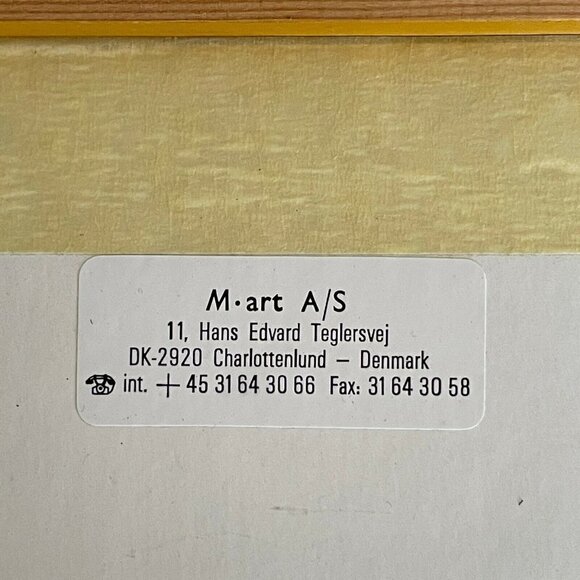 M·art A/S
11, Hans Edvard Teglersvej
DK-2920 Charlottenlund – Denmark
☎ int. + 45 31 64 30 66 Fax: 31 64 30 58